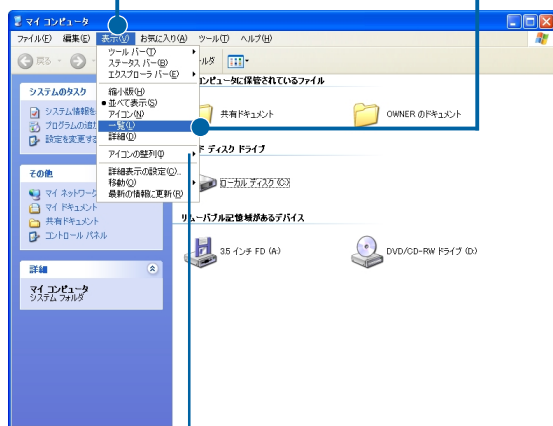 マイ コンピュータ
ファイル(F) 編集(E) 表示(V) お気に入り(A) ツール(T) ヘルプ(H)
戻る
ツール バー(T)
ステータス バー(B)
エクスプローラ バー(E)
縮小版(H)
並べて表示(S)
アイコン(N)
一覧(L)
詳細(D)
アイコンの整列(I)
詳細表示の設定(C)...
移動(O)
最新の情報に更新(R)
ルダ
コンピュータに保管されているファイル
共有ドキュメント
OWNER のドキュメント
ド ディスク ドライブ
ローカル ディスク (C:)
リムーバブル記憶域があるデバイス
3.5 インチ FD (A:)
DVD/CD-RW ドライブ (D:)
システムのタスク
システム情報を
プログラムの追加
設定を変更す
その他
マイ ネットワーク
マイ ドキュメント
共有ドキュメント
コントロール パネル
詳細
マイ コンピュータ
システム フォルダ